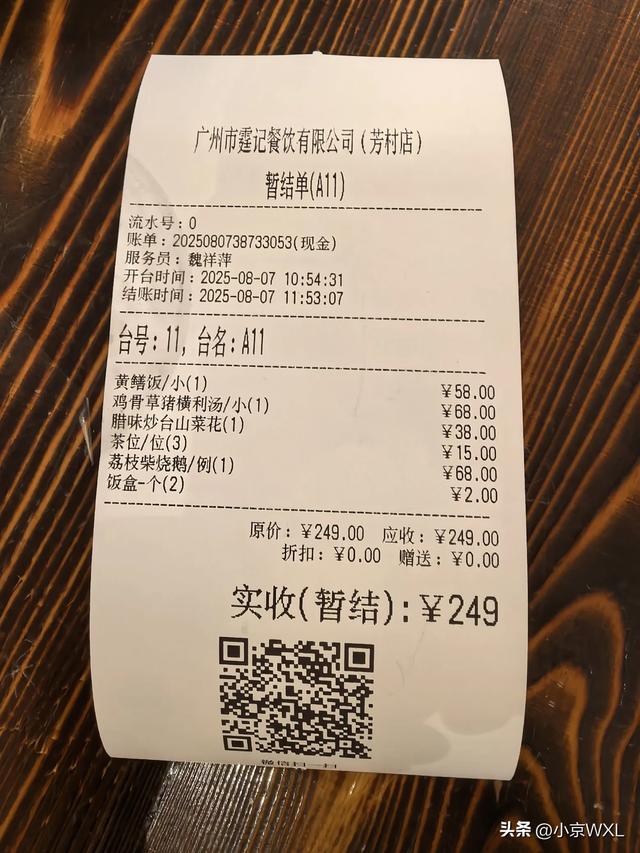 广州市霆记餐饮有限公司（芳村店）
暂结单(A11)
流水号：0
账单：2025080738733053(现金)
服务员：魏祥萍
开台时间：2025-08-07 10:54:31
结账时间：2025-08-07 11:53:07
台号：11, 台名：A11
黄鳝饭/小(1) ￥58.00
鸡骨草猪横利汤/小(1) ￥68.00
腊味炒台山菜花(1) ￥38.00
茶位/位(3) ￥15.00
荔枝柴烧鹅/例(1) ￥68.00
饭盒-个(2) ￥2.00
原价：￥249.00 应收：￥249.00
折扣：￥0.00 赠送：￥0.00
实收(暂结)：￥249
微信扫一扫
头条 @小京WXL